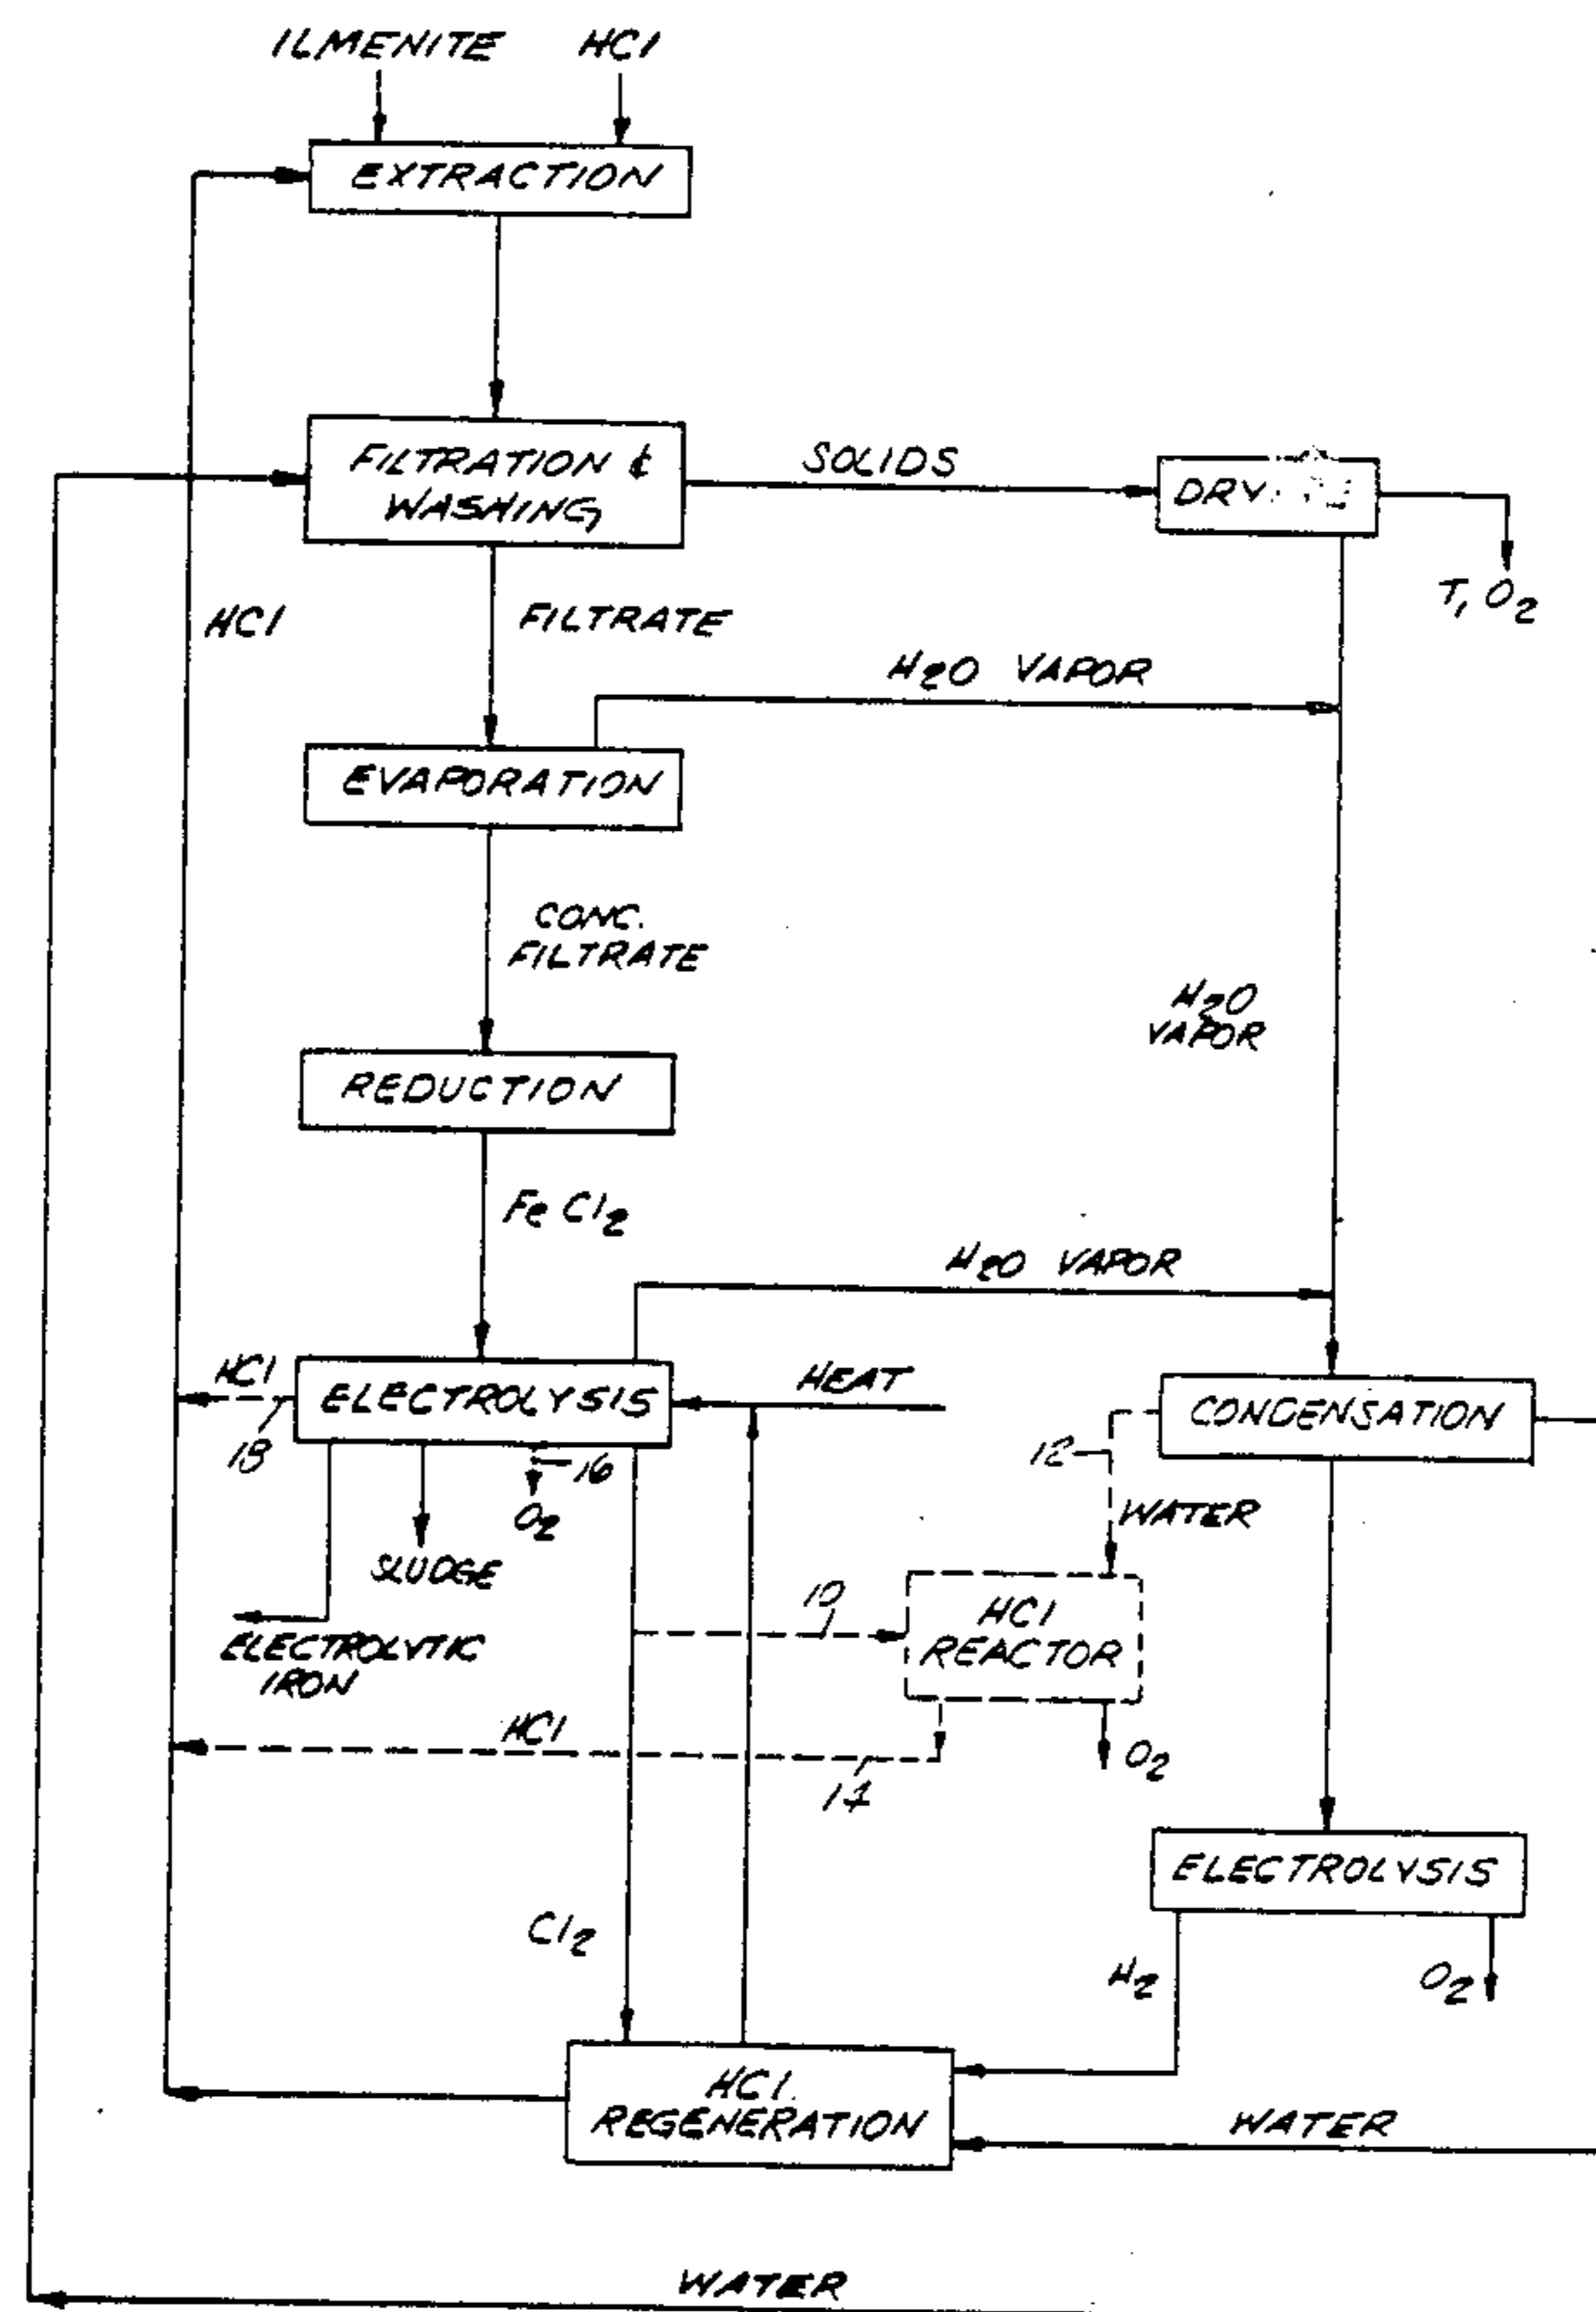 ILMENITE
HCl
EXTRACTION
FILTRATION &
WASHING
SOLIDS
TiO2
HCl
FILTRATE
H2O VAPOR
EVAPORATION
CONC.
FILTRATE
H2O
VAPOR
REDUCTION
FeCl2
H2O VAPOR
HCl
ELECTROLYSIS
HEAT
CONDENSATION
18
16
12
O2
WATER
SLUDGE
10
HCl
REACTOR
ELECTROLYTIC
IRON
HCl
O2
14
ELECTROLYSIS
Cl2
H2
O2
HCl
REGENERATION
WATER
WATER